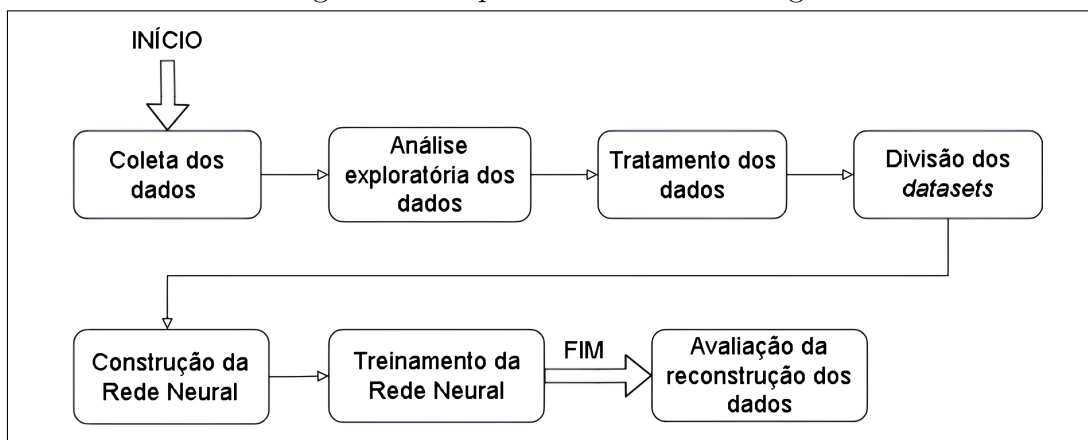 INÍCIO
Coleta dos
dados
Análise
exploratória dos
dados
Tratamento dos
dados
Divisão dos
datasets
Construção da
Rede Neural
Treinamento da
Rede Neural
FIM
Avaliação da
reconstrução dos
dados